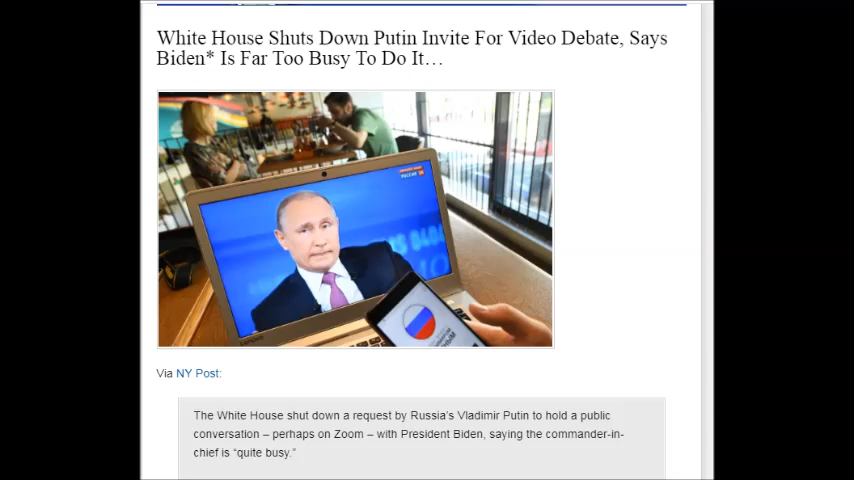 White House Shuts Down Putin Invite For Video Debate, Says
Biden* Is Far Too Busy To Do It…
РОССИЯ 24
Via NY Post:
The White House shut down a request by Russia’s Vladimir Putin to hold a public
conversation – perhaps on Zoom – with President Biden, saying the commander-in-
chief is “quite busy.”